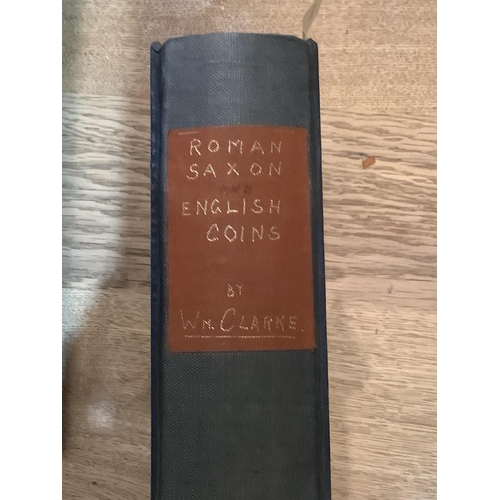 ROMAN
SAXON
AND
ENGLISH
COINS
BY
WM. CLARKE.